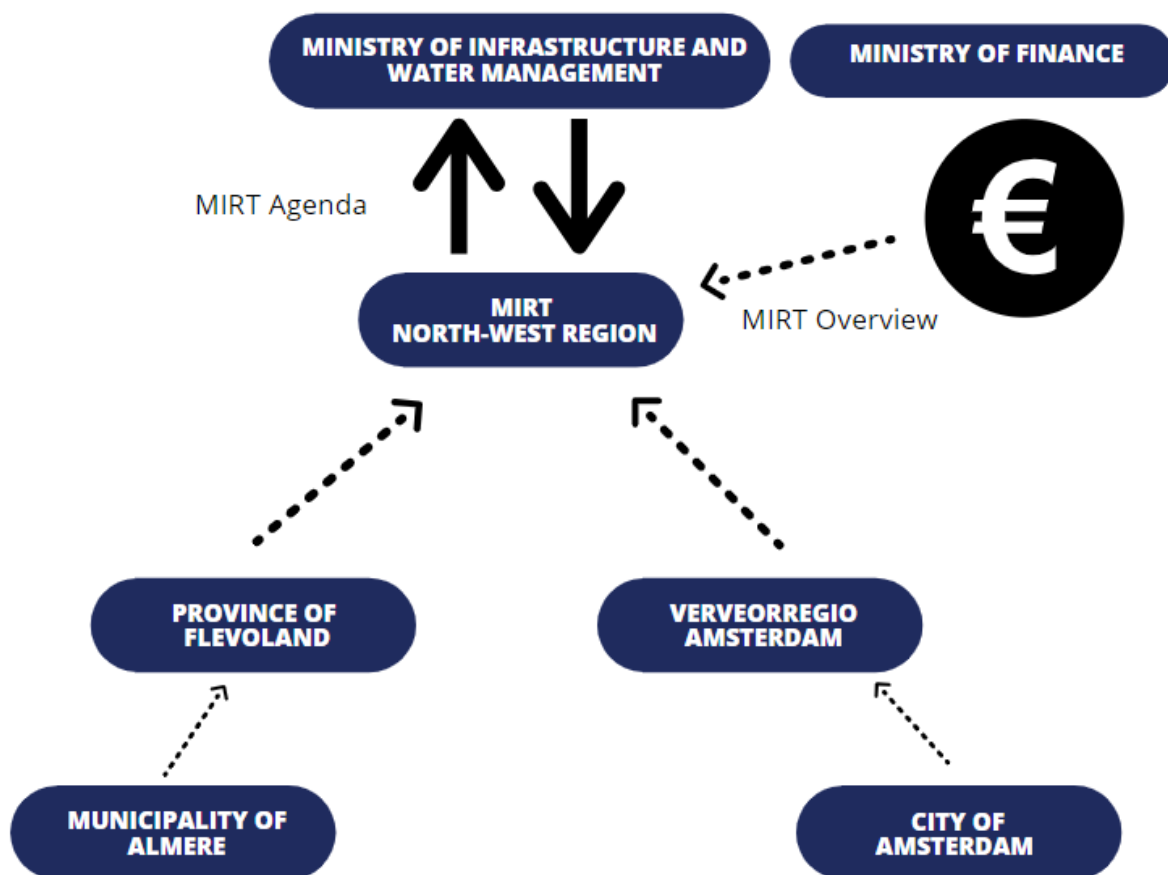 MINISTRY OF INFRASTRUCTURE AND
WATER MANAGEMENT
MINISTRY OF FINANCE
MIRT Agenda
€
MIRT
NORTH-WEST REGION
MIRT Overview
PROVINCE OF
FLEVOLAND
VERVEORREGIO
AMSTERDAM
MUNICIPALITY OF
ALMERE
CITY OF
AMSTERDAM